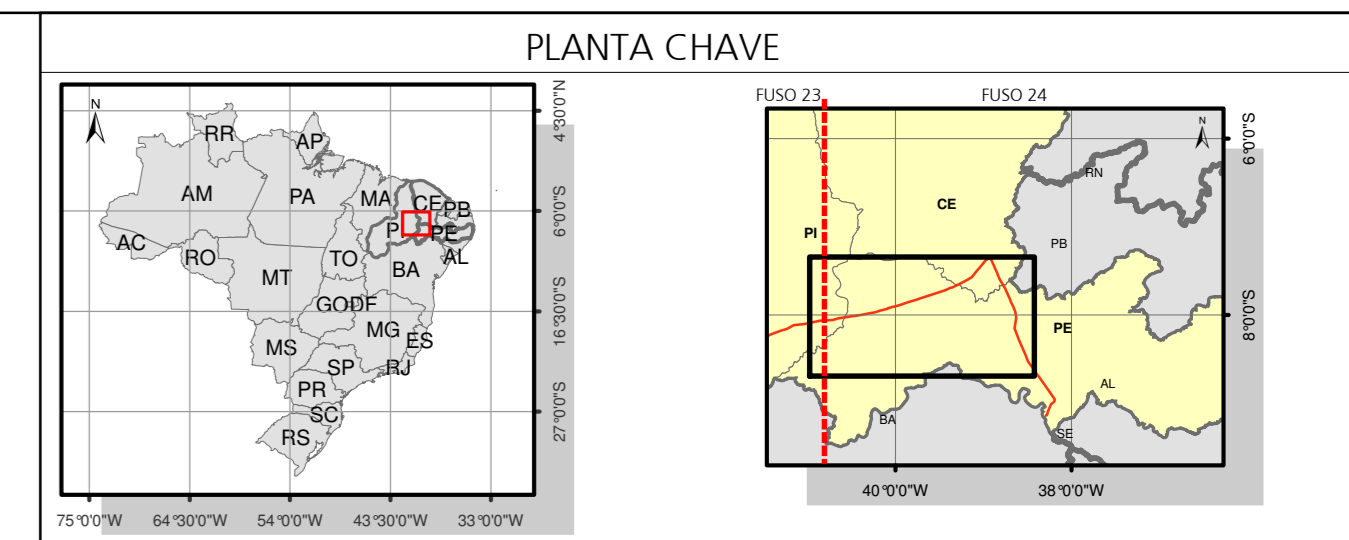 PLANTA CHAVE
N
RR
AP
AM
PA
MA
CE
PB
PI
PE
AC
RO
TO
AL
MT
BA
GO
DF
MG
ES
MS
SP
RJ
PR
SC
RS
4°30'0"N
6°0'0"S
16°30'0"S
27°0'0"S
75°0'0"W
64°30'0"W
54°0'0"W
43°30'0"W
33°0'0"W
FUSO 23
FUSO 24
N
RN
CE
PI
PB
PE
AL
BA
SE
6°0'0"S
8°0'0"S
40°0'0"W
38°0'0"W